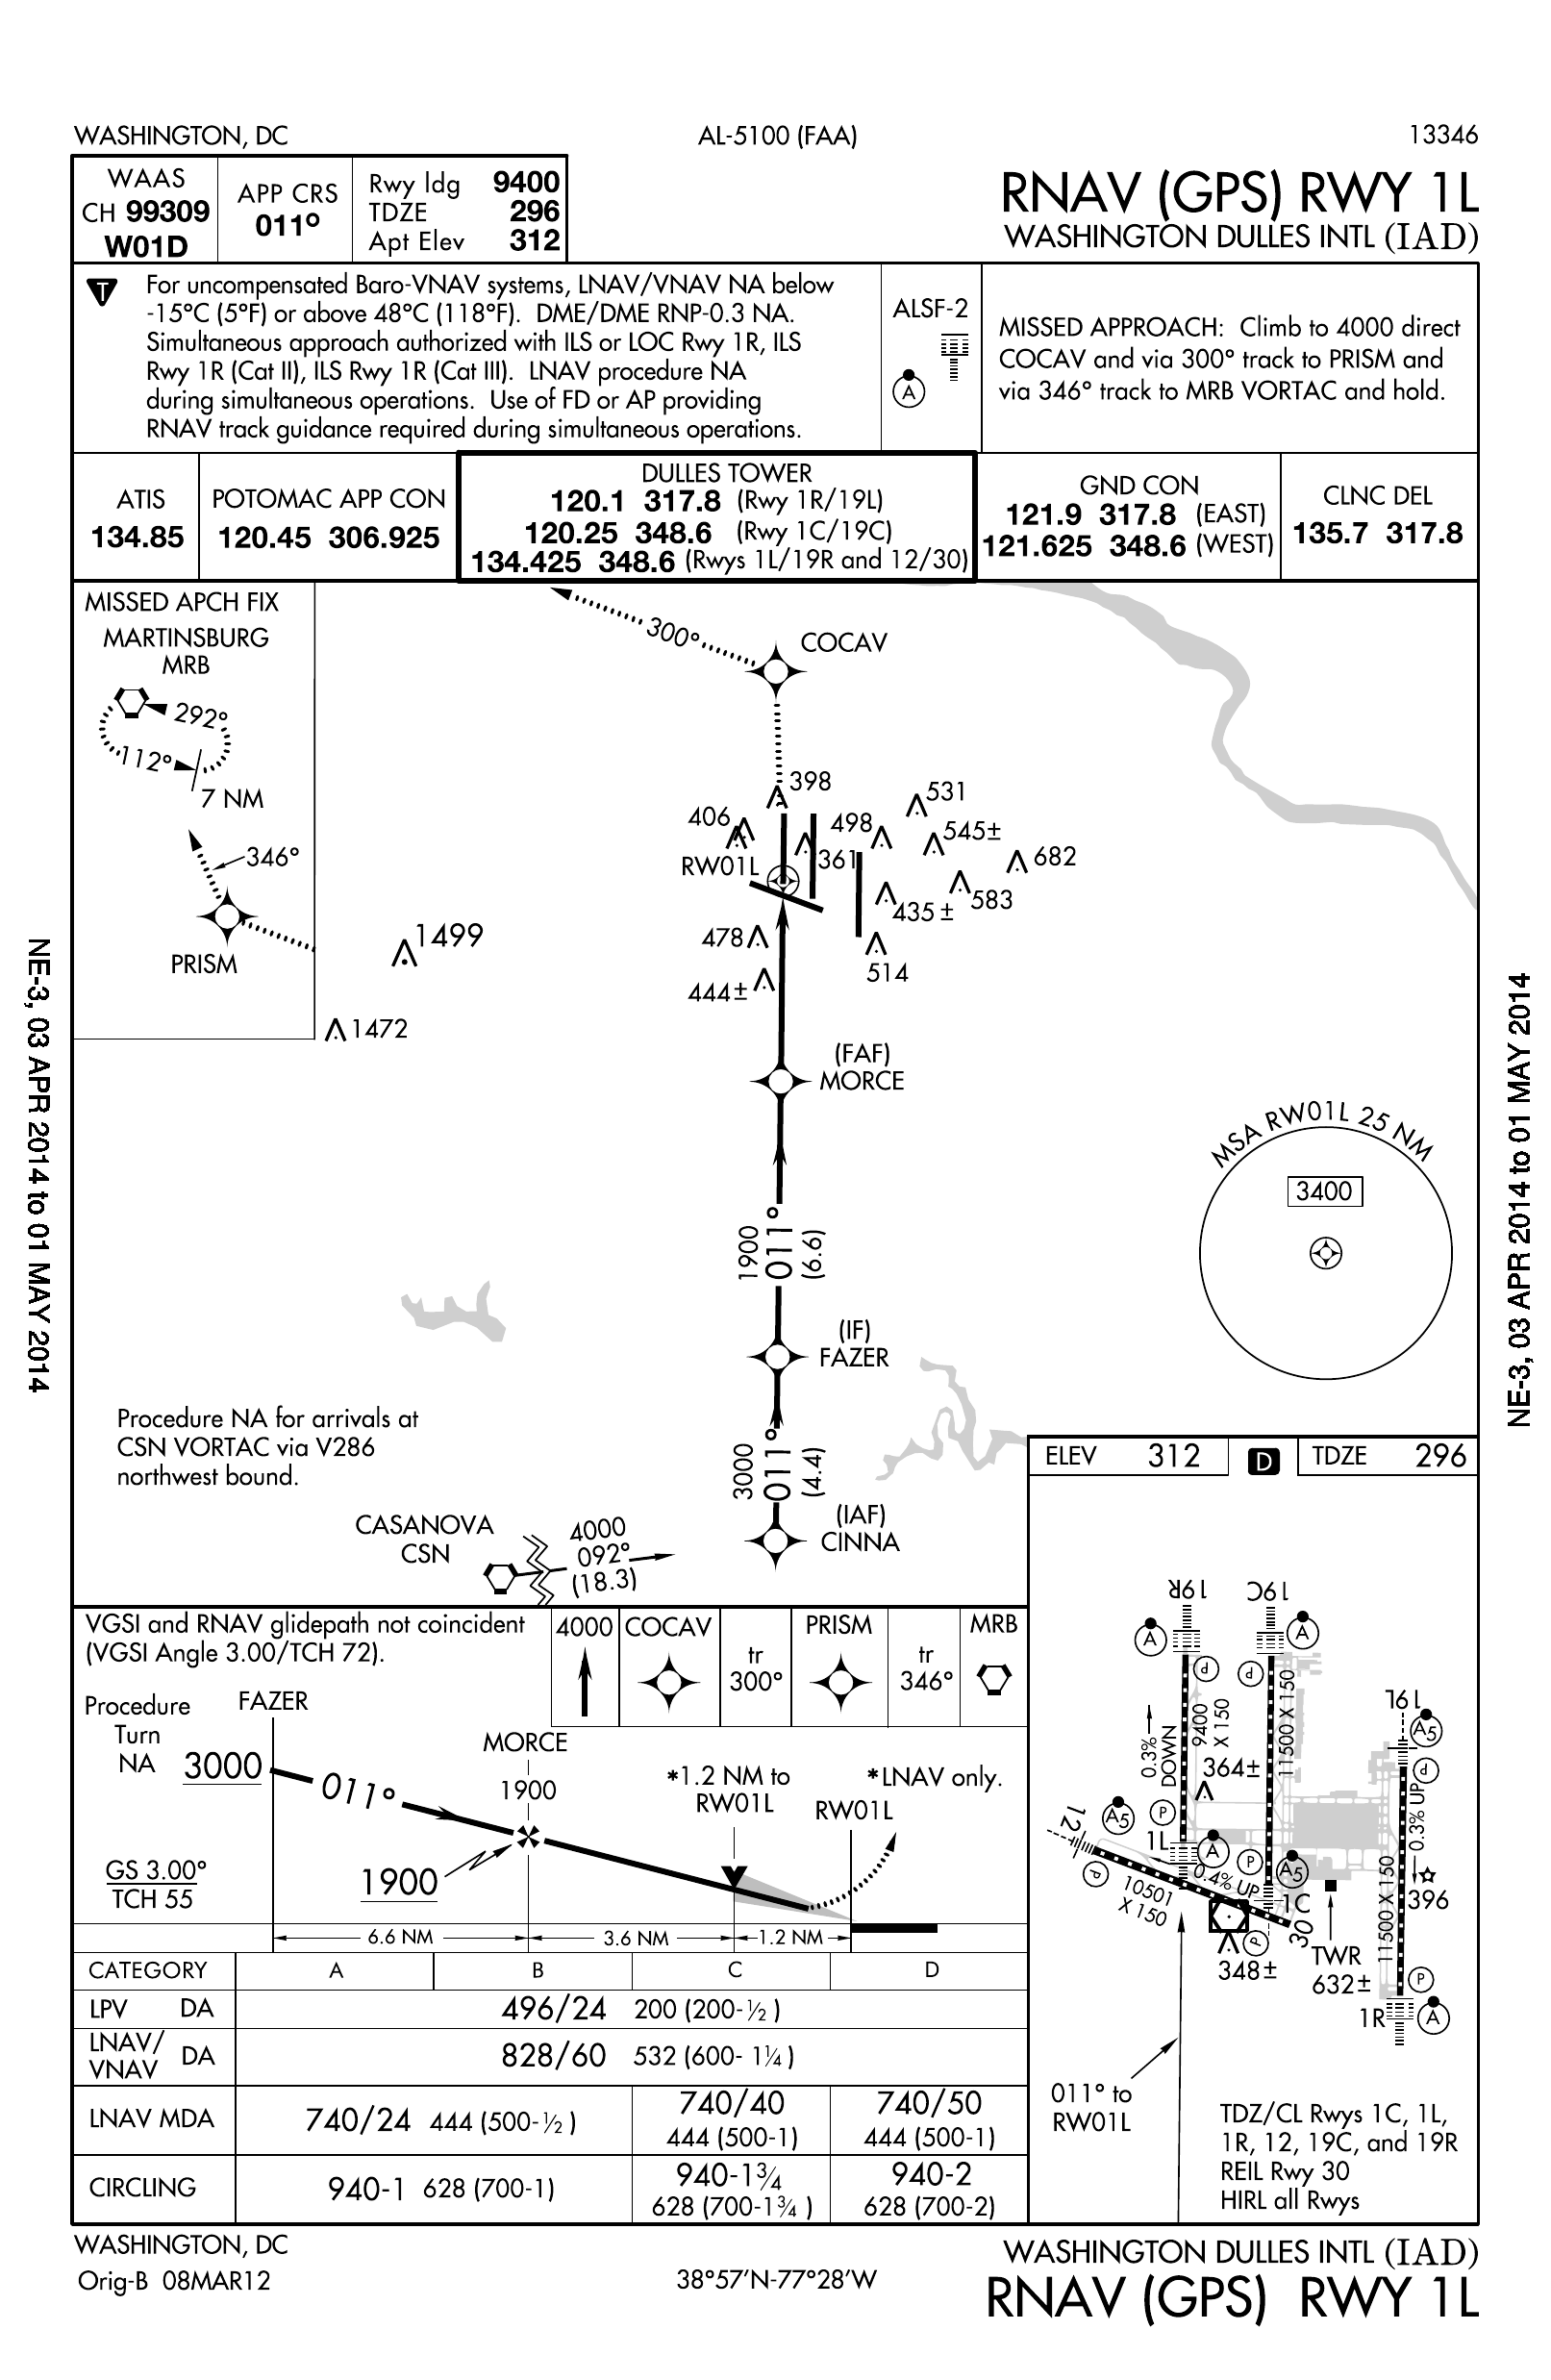 WASHINGTON, DC
AL-5100 (FAA)
13346
WAAS
CH 99309
W01D
APP CRS
011°
Rwy ldg 9400
TDZE 296
Apt Elev 312
RNAV (GPS) RWY 1L
WASHINGTON DULLES INTL (IAD)
T
For uncompensated Baro-VNAV systems, LNAV/VNAV NA below
-15°C (5°F) or above 48°C (118°F). DME/DME RNP-0.3 NA.
Simultaneous approach authorized with ILS or LOC Rwy 1R, ILS
Rwy 1R (Cat II), ILS Rwy 1R (Cat III). LNAV procedure NA
during simultaneous operations. Use of FD or AP providing
RNAV track guidance required during simultaneous operations.
ALSF-2
A
MISSED APPROACH: Climb to 4000 direct
COCAV and via 300° track to PRISM and
via 346° track to MRB VORTAC and hold.
ATIS
134.85
POTOMAC APP CON
120.45 306.925
DULLES TOWER
120.1 317.8 (Rwy 1R/19L)
120.25 348.6 (Rwy 1C/19C)
134.425 348.6 (Rwys 1L/19R and 12/30)
GND CON
121.9 317.8 (EAST)
121.625 348.6 (WEST)
CLNC DEL
135.7 317.8
MISSED APCH FIX
MARTINSBURG
MRB
292°
112°
7 NM
346°
PRISM
300°
COCAV
398
406
498
531
545±
361
682
RW01L
583
435±
478
514
444±
1499
1472
(FAF)
MORCE
MSA RW01L 25 NM
3400
1900
011°
(6.6)
(IF)
FAZER
3000
011°
(4.4)
(IAF)
CINNA
Procedure NA for arrivals at
CSN VORTAC via V286
northwest bound.
CASANOVA
CSN
4000
092°
(18.3)
NE-3, 03 APR 2014 to 01 MAY 2014
NE-3, 03 APR 2014 to 01 MAY 2014
ELEV 312
D
TDZE 296
19R
19C
A
A
P
P
0.3%
DOWN
9400
X 150
11500 X 150
364±
19L
A5
P
0.3% UP
12
A5
P
1L
A
P
A5
P
10501
X 150
0.4% UP
1C
30
P
348±
TWR
632±
11500 X 150
396
P
1R
A
011° to
RW01L
TDZ/CL Rwys 1C, 1L,
1R, 12, 19C, and 19R
REIL Rwy 30
HIRL all Rwys
VGSI and RNAV glidepath not coincident
(VGSI Angle 3.00/TCH 72).
4000
COCAV
tr
300°
PRISM
tr
346°
MRB
Procedure
Turn
NA
FAZER
3000
011°
MORCE
1900
1900
*1.2 NM to
RW01L
*LNAV only.
RW01L
GS 3.00°
TCH 55
6.6 NM
3.6 NM
1.2 NM
CATEGORY A B C D
LPV DA 496/24 200 (200-½)
LNAV/
VNAV DA 828/60 532 (600- 1¼)
LNAV MDA 740/24 444 (500-½)
740/40
444 (500-1)
740/50
444 (500-1)
CIRCLING 940-1 628 (700-1)
940-1¾
628 (700-1¾)
940-2
628 (700-2)
WASHINGTON, DC
Orig-B 08MAR12
38°57'N-77°28'W
WASHINGTON DULLES INTL (IAD)
RNAV (GPS) RWY 1L